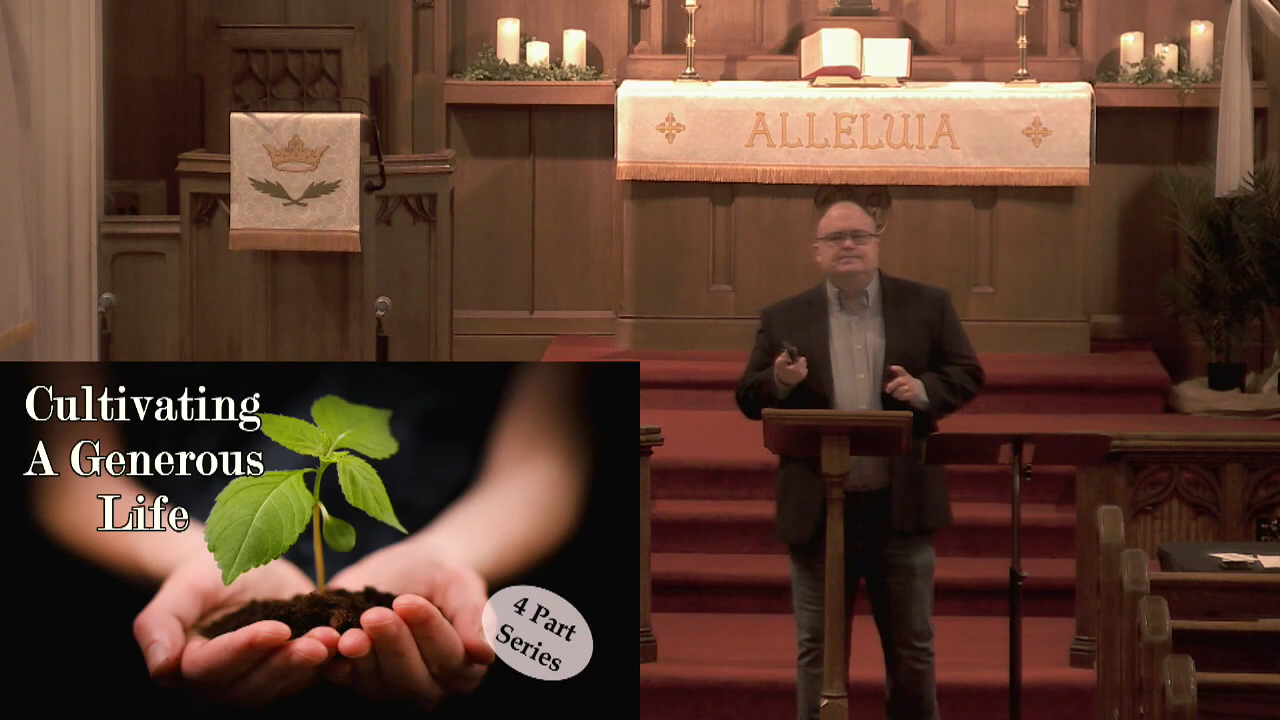 ALLELUIA
Cultivating
A Generous
Life
4 Part
Series